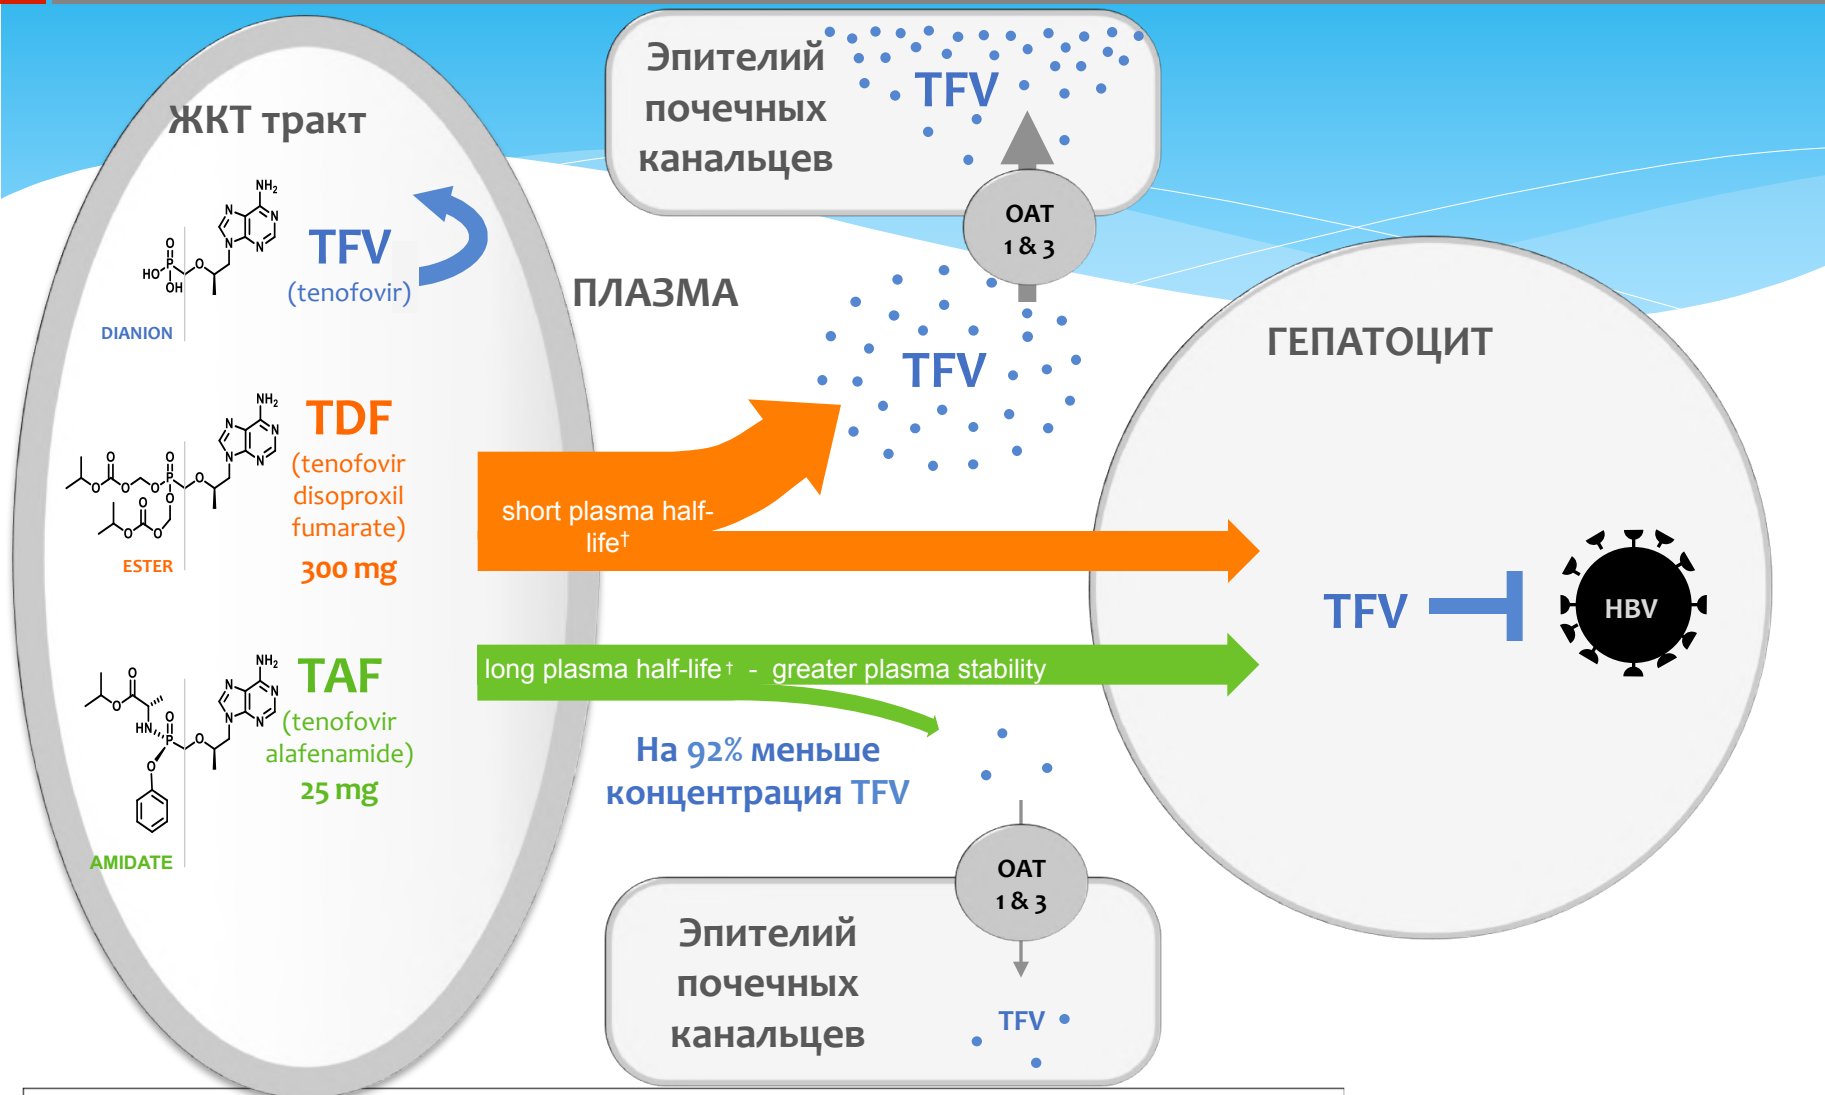 ЖКТ тракт
NH₂
N
N
N
N
O
HO
P
O
OH
DIANION
TFV
(tenofovir)
NH₂
N
N
N
N
O
O
O
O
P
O
O
O
O
O
O
ESTER
TDF
(tenofovir
disoproxil
fumarate)
300 mg
NH₂
N
N
N
N
O
O
HN
O
P
O
O
AMIDATE
TAF
(tenofovir
alafenamide)
25 mg
Эпителий
почечных
канальцев
TFV
OAT
1 & 3
ПЛАЗМА
TFV
short plasma half-
life†
long plasma half-life† - greater plasma stability
На 92% меньше
концентрация TFV
OAT
1 & 3
Эпителий
почечных
канальцев
TFV
ГЕПАТОЦИТ
TFV
HBV